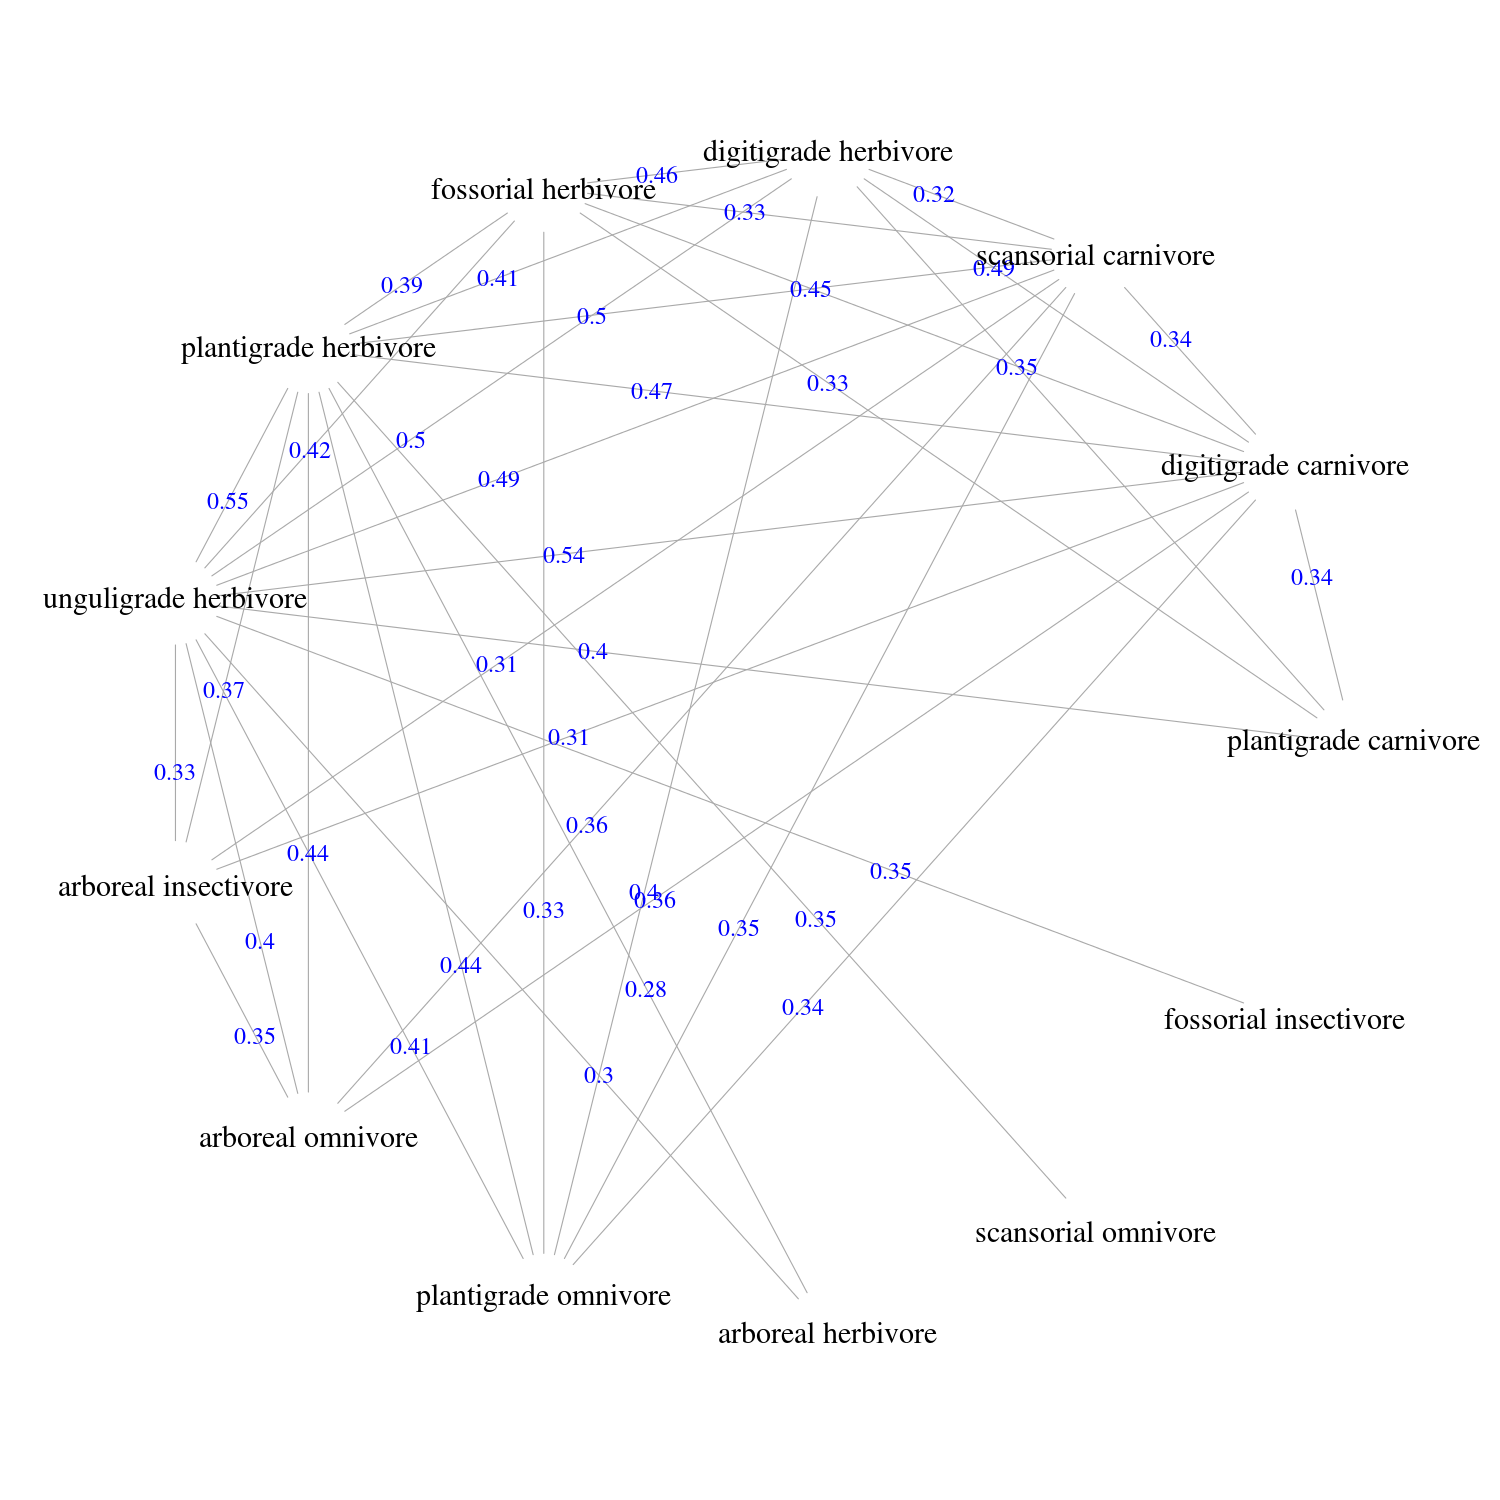 digitigrade herbivore
0.46
fossorial herbivore
0.32
0.33
scansorial carnivore
0.49
0.41
0.39
0.45
0.5
0.34
plantigrade herbivore
0.35
0.33
0.47
0.5
0.42
digitigrade carnivore
0.49
0.55
0.54
0.34
unguligrade herbivore
0.4
0.31
0.37
0.31
plantigrade carnivore
0.33
0.36
0.44
0.35
arboreal insectivore
0.4
0.36
0.33
0.35
0.35
0.4
0.44
0.28
0.34
fossorial insectivore
0.35
0.41
0.3
arboreal omnivore
scansorial omnivore
plantigrade omnivore
arboreal herbivore